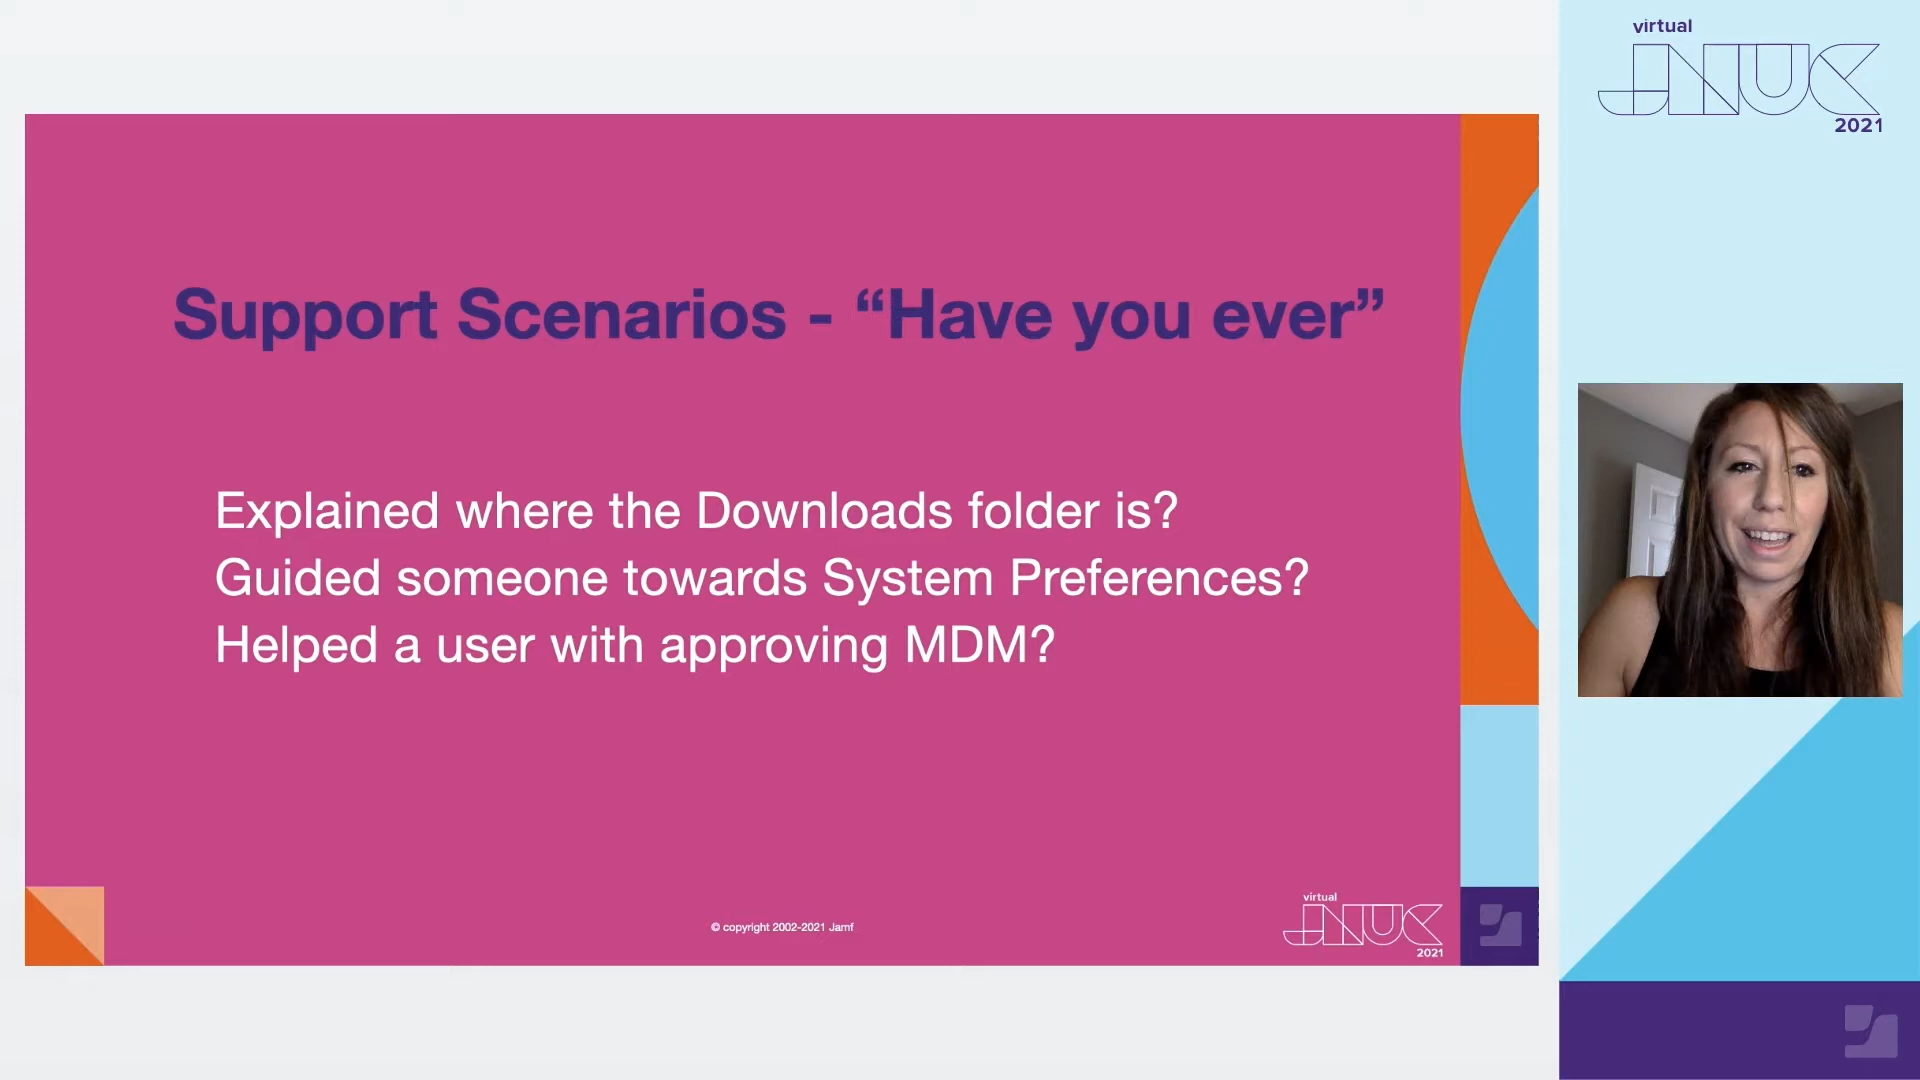 virtual
JNUC
2021
Support Scenarios - “Have you ever”
Explained where the Downloads folder is?
Guided someone towards System Preferences?
Helped a user with approving MDM?
© copyright 2002-2021 Jamf
virtual
JNUC
2021